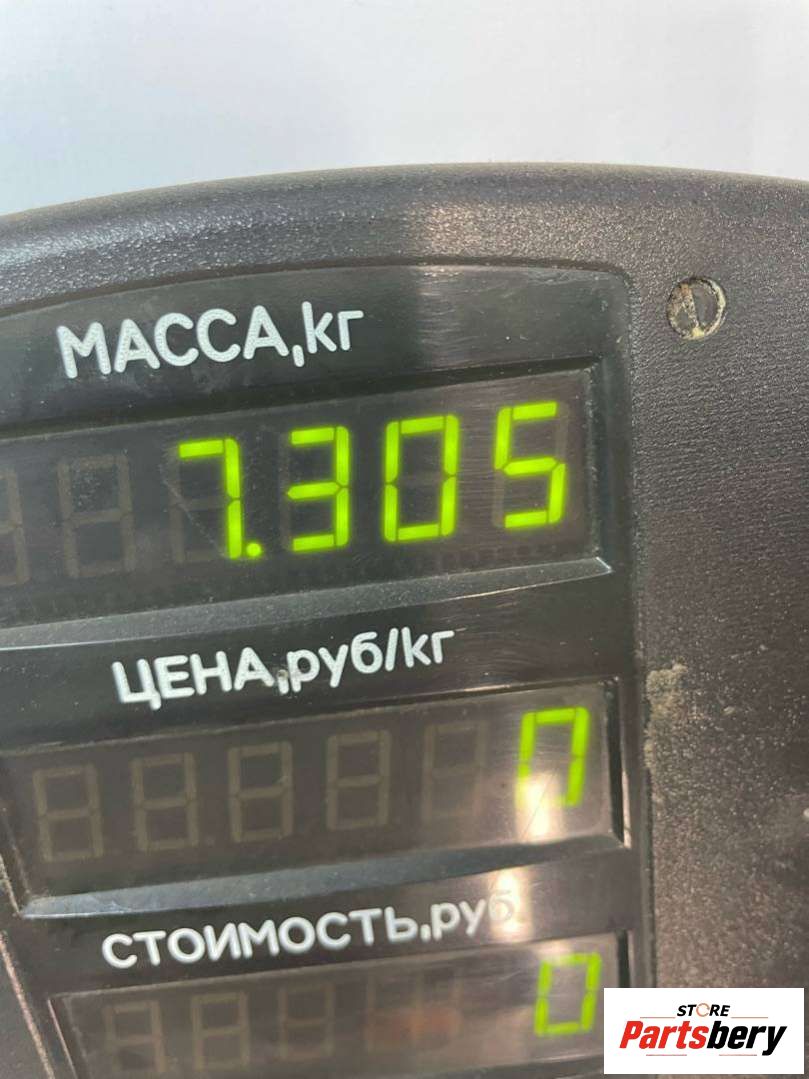 МАССА,кг
7.305
ЦЕНА,руб/кг
0
СТОИМОСТЬ,руб.
0
STORE
Partsbery